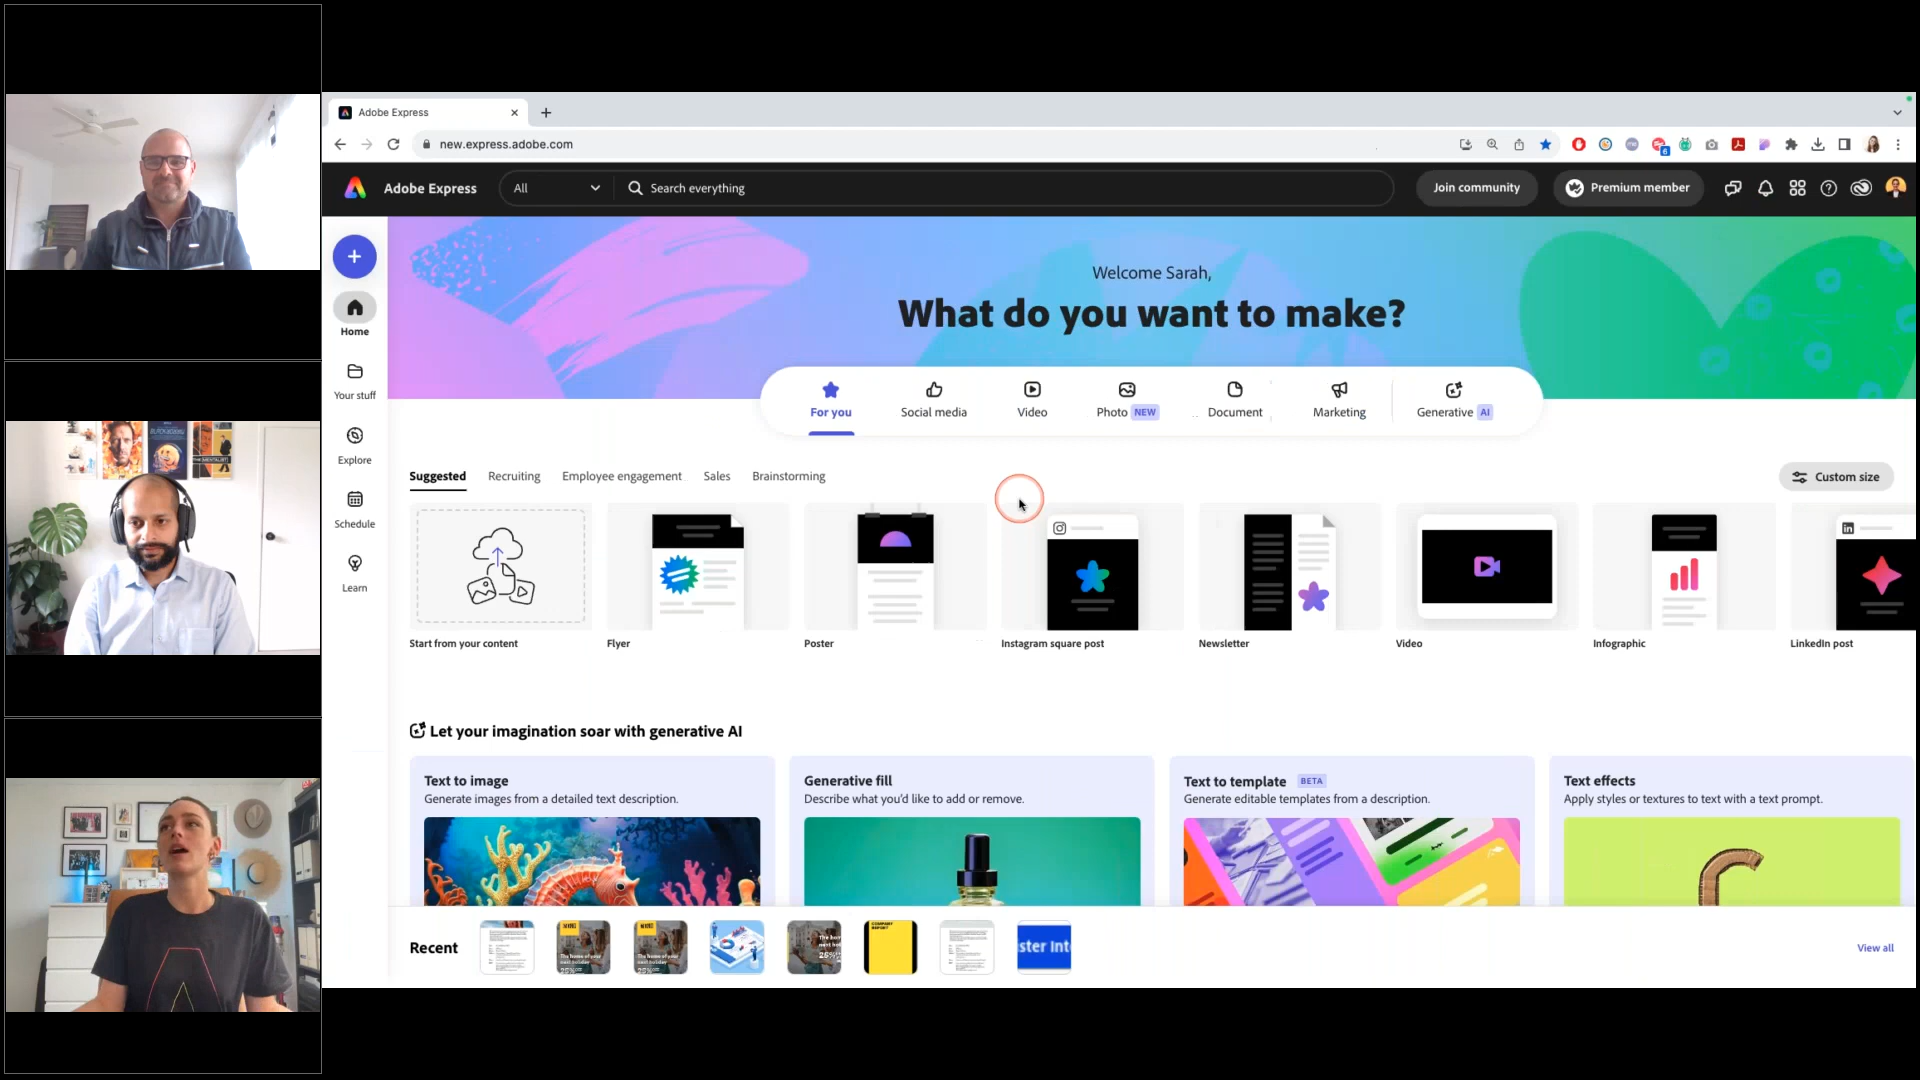 Adobe Express
new.express.adobe.com
6
Adobe Express
All
Search everything
Join community
Premium member
Home
Your stuff
Explore
Schedule
Learn
Welcome Sarah,
What do you want to make?
For you
Social media
Video
Photo NEW
Document
Marketing
Generative AI
Suggested
Recruiting
Employee engagement
Sales
Brainstorming
Custom size
Start from your content
Flyer
Poster
Instagram square post
Newsletter
Video
Infographic
LinkedIn post
Let your imagination soar with generative AI
Text to image
Generate images from a detailed text description.
Generative fill
Describe what you'd like to add or remove.
Text to template BETA
Generate editable templates from a description.
Text effects
Apply styles or textures to text with a text prompt.
Recent
COMPANY
REPORT
View all